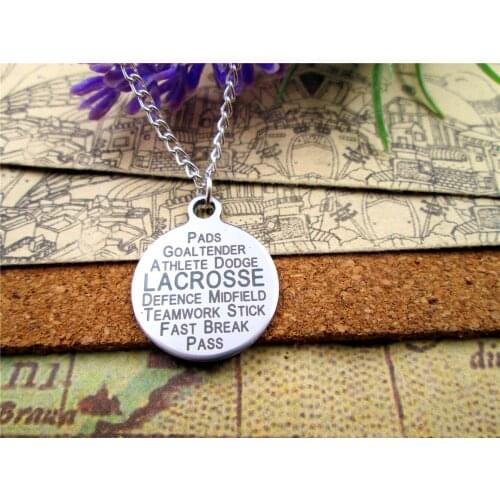 PADS
GOALTENDER
ATHLETE DODGE
LACROSSE
DEFENCE MIDFIELD
TEAMWORK STICK
FAST BREAK
PASS